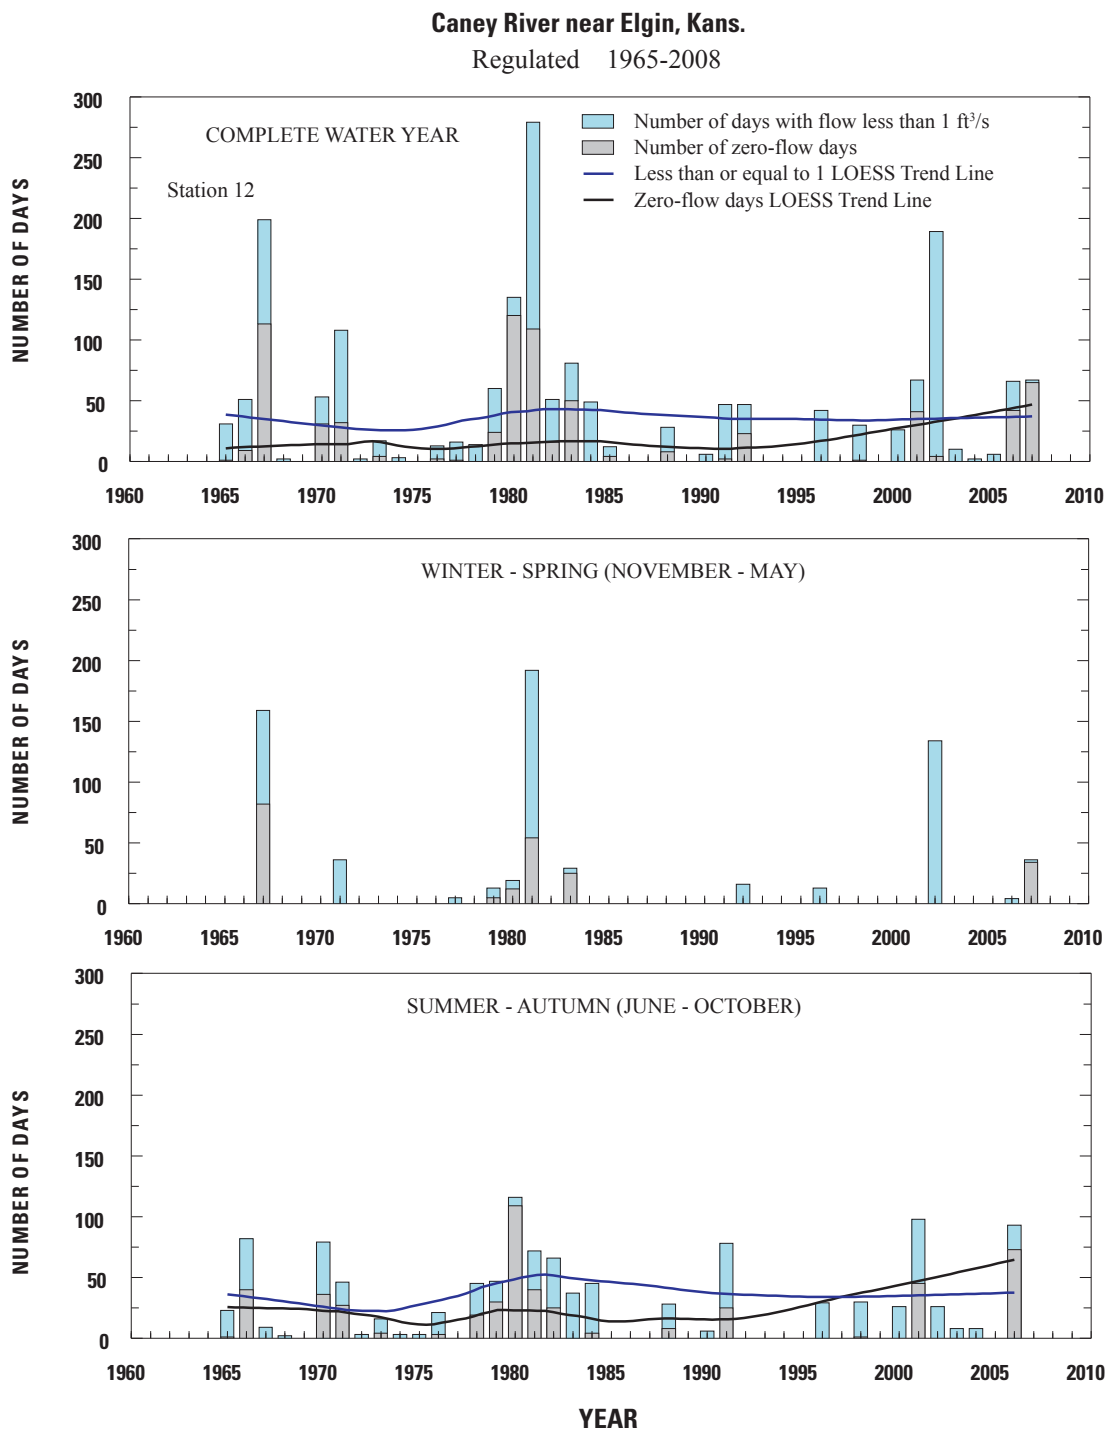 Caney River near Elgin, Kans.
Regulated 1965-2008
NUMBER OF DAYS
300
250
200
150
100
50
0
COMPLETE WATER YEAR
Station 12
Number of days with flow less than 1 ft³/s
Number of zero-flow days
Less than or equal to 1 LOESS Trend Line
Zero-flow days LOESS Trend Line
1960 1965 1970 1975 1980 1985 1990 1995 2000 2005 2010
NUMBER OF DAYS
300
250
200
150
100
50
0
WINTER - SPRING (NOVEMBER - MAY)
1960 1965 1970 1975 1980 1985 1990 1995 2000 2005 2010
NUMBER OF DAYS
300
250
200
150
100
50
0
SUMMER - AUTUMN (JUNE - OCTOBER)
1960 1965 1970 1975 1980 1985 1990 1995 2000 2005 2010
YEAR